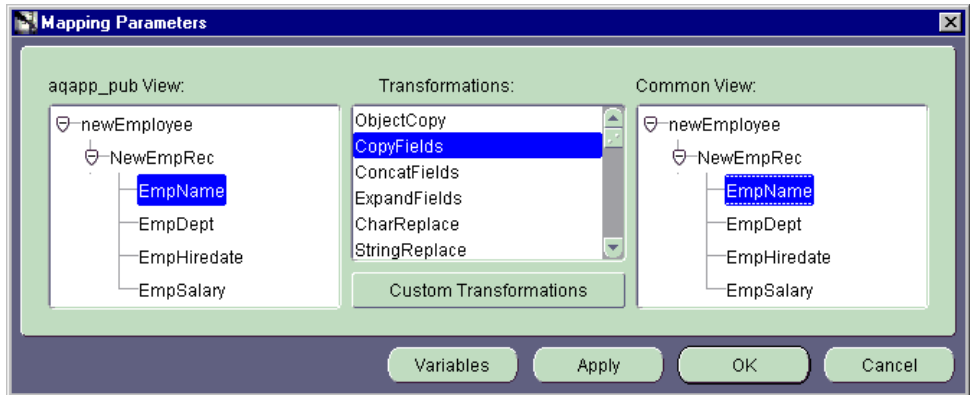 Mapping Parameters
aqapp_pub View:
newEmployee
NewEmpRec
EmpName
EmpDept
EmpHiredate
EmpSalary
Transformations:
ObjectCopy
CopyFields
ConcatFields
ExpandFields
CharReplace
StringReplace
Custom Transformations
Common View:
newEmployee
NewEmpRec
EmpName
EmpDept
EmpHiredate
EmpSalary
Variables
Apply
OK
Cancel